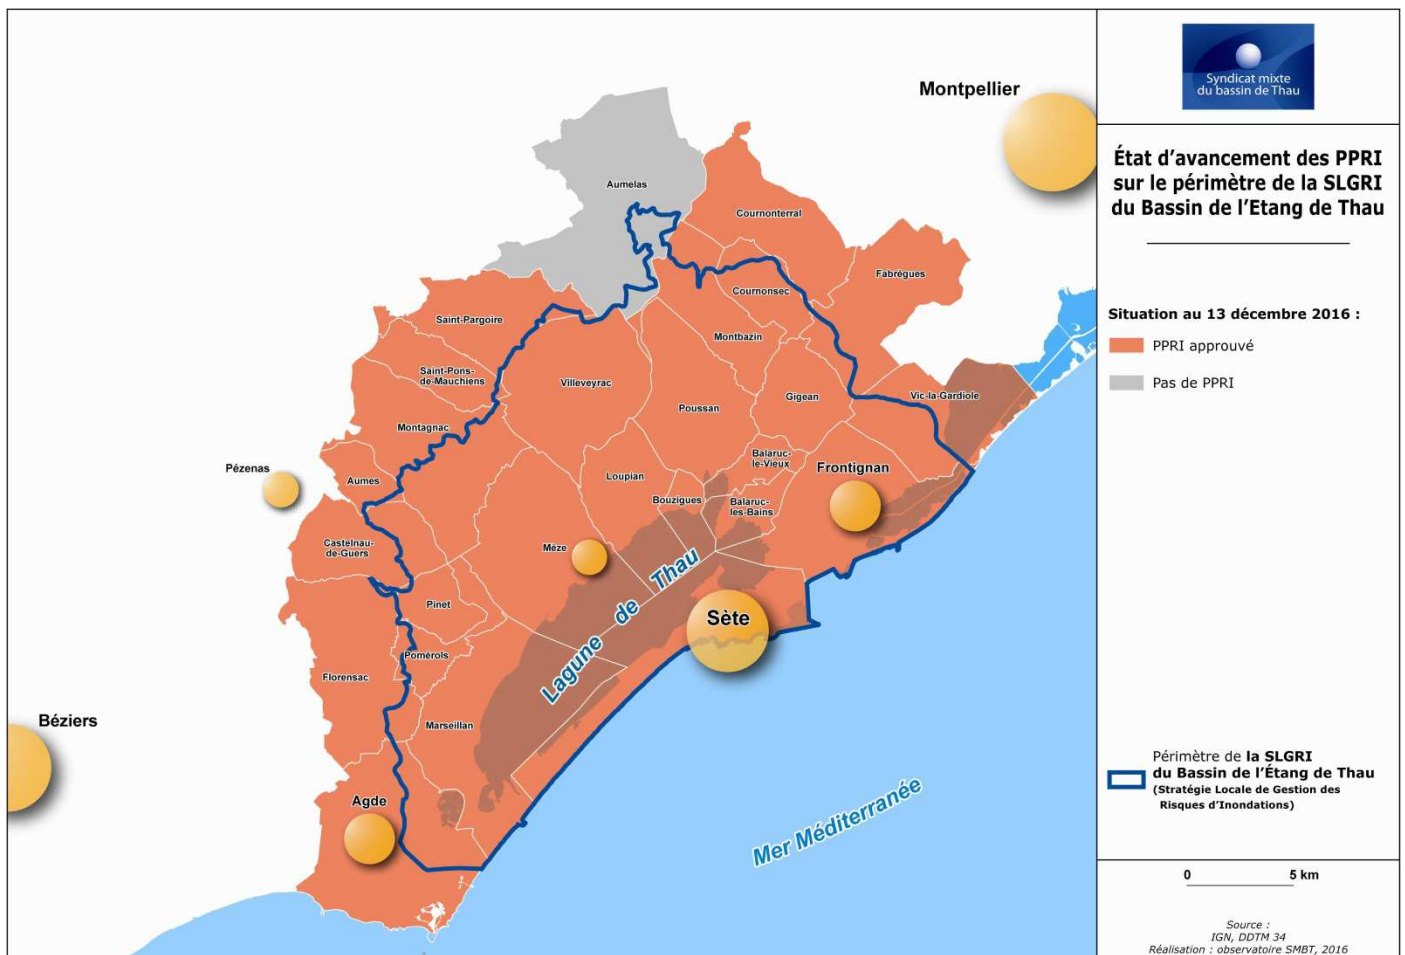 Montpellier
Aumelas
Cournonterral
Fabrègues
Cournonsec
Saint-Pargoire
Montbazin
Saint-Pons-
de-Mauchiens
Villeveyrac
Gigean
Vic-la-Gardiole
Poussan
Montagnac
Balaruc-
le-Vieux
Frontignan
Pézenas
Aumes
Loupian
Bouzigues
Balaruc-
les-Bains
Castelnau-
de-Guers
Mèze
Pinet
Lagune de Thau
Sète
Pomérols
Florensac
Béziers
Marseillan
Agde
Mer Méditerranée
Syndicat mixte
du bassin de Thau
État d’avancement des PPRI
sur le périmètre de la SLGRI
du Bassin de l’Etang de Thau
Situation au 13 décembre 2016 :
PPRI approuvé
Pas de PPRI
Périmètre de la SLGRI
du Bassin de l’Étang de Thau
(Stratégie Locale de Gestion des
Risques d’Inondations)
0 5 km
Source :
IGN, DDTM 34
Réalisation : observatoire SMBT, 2016